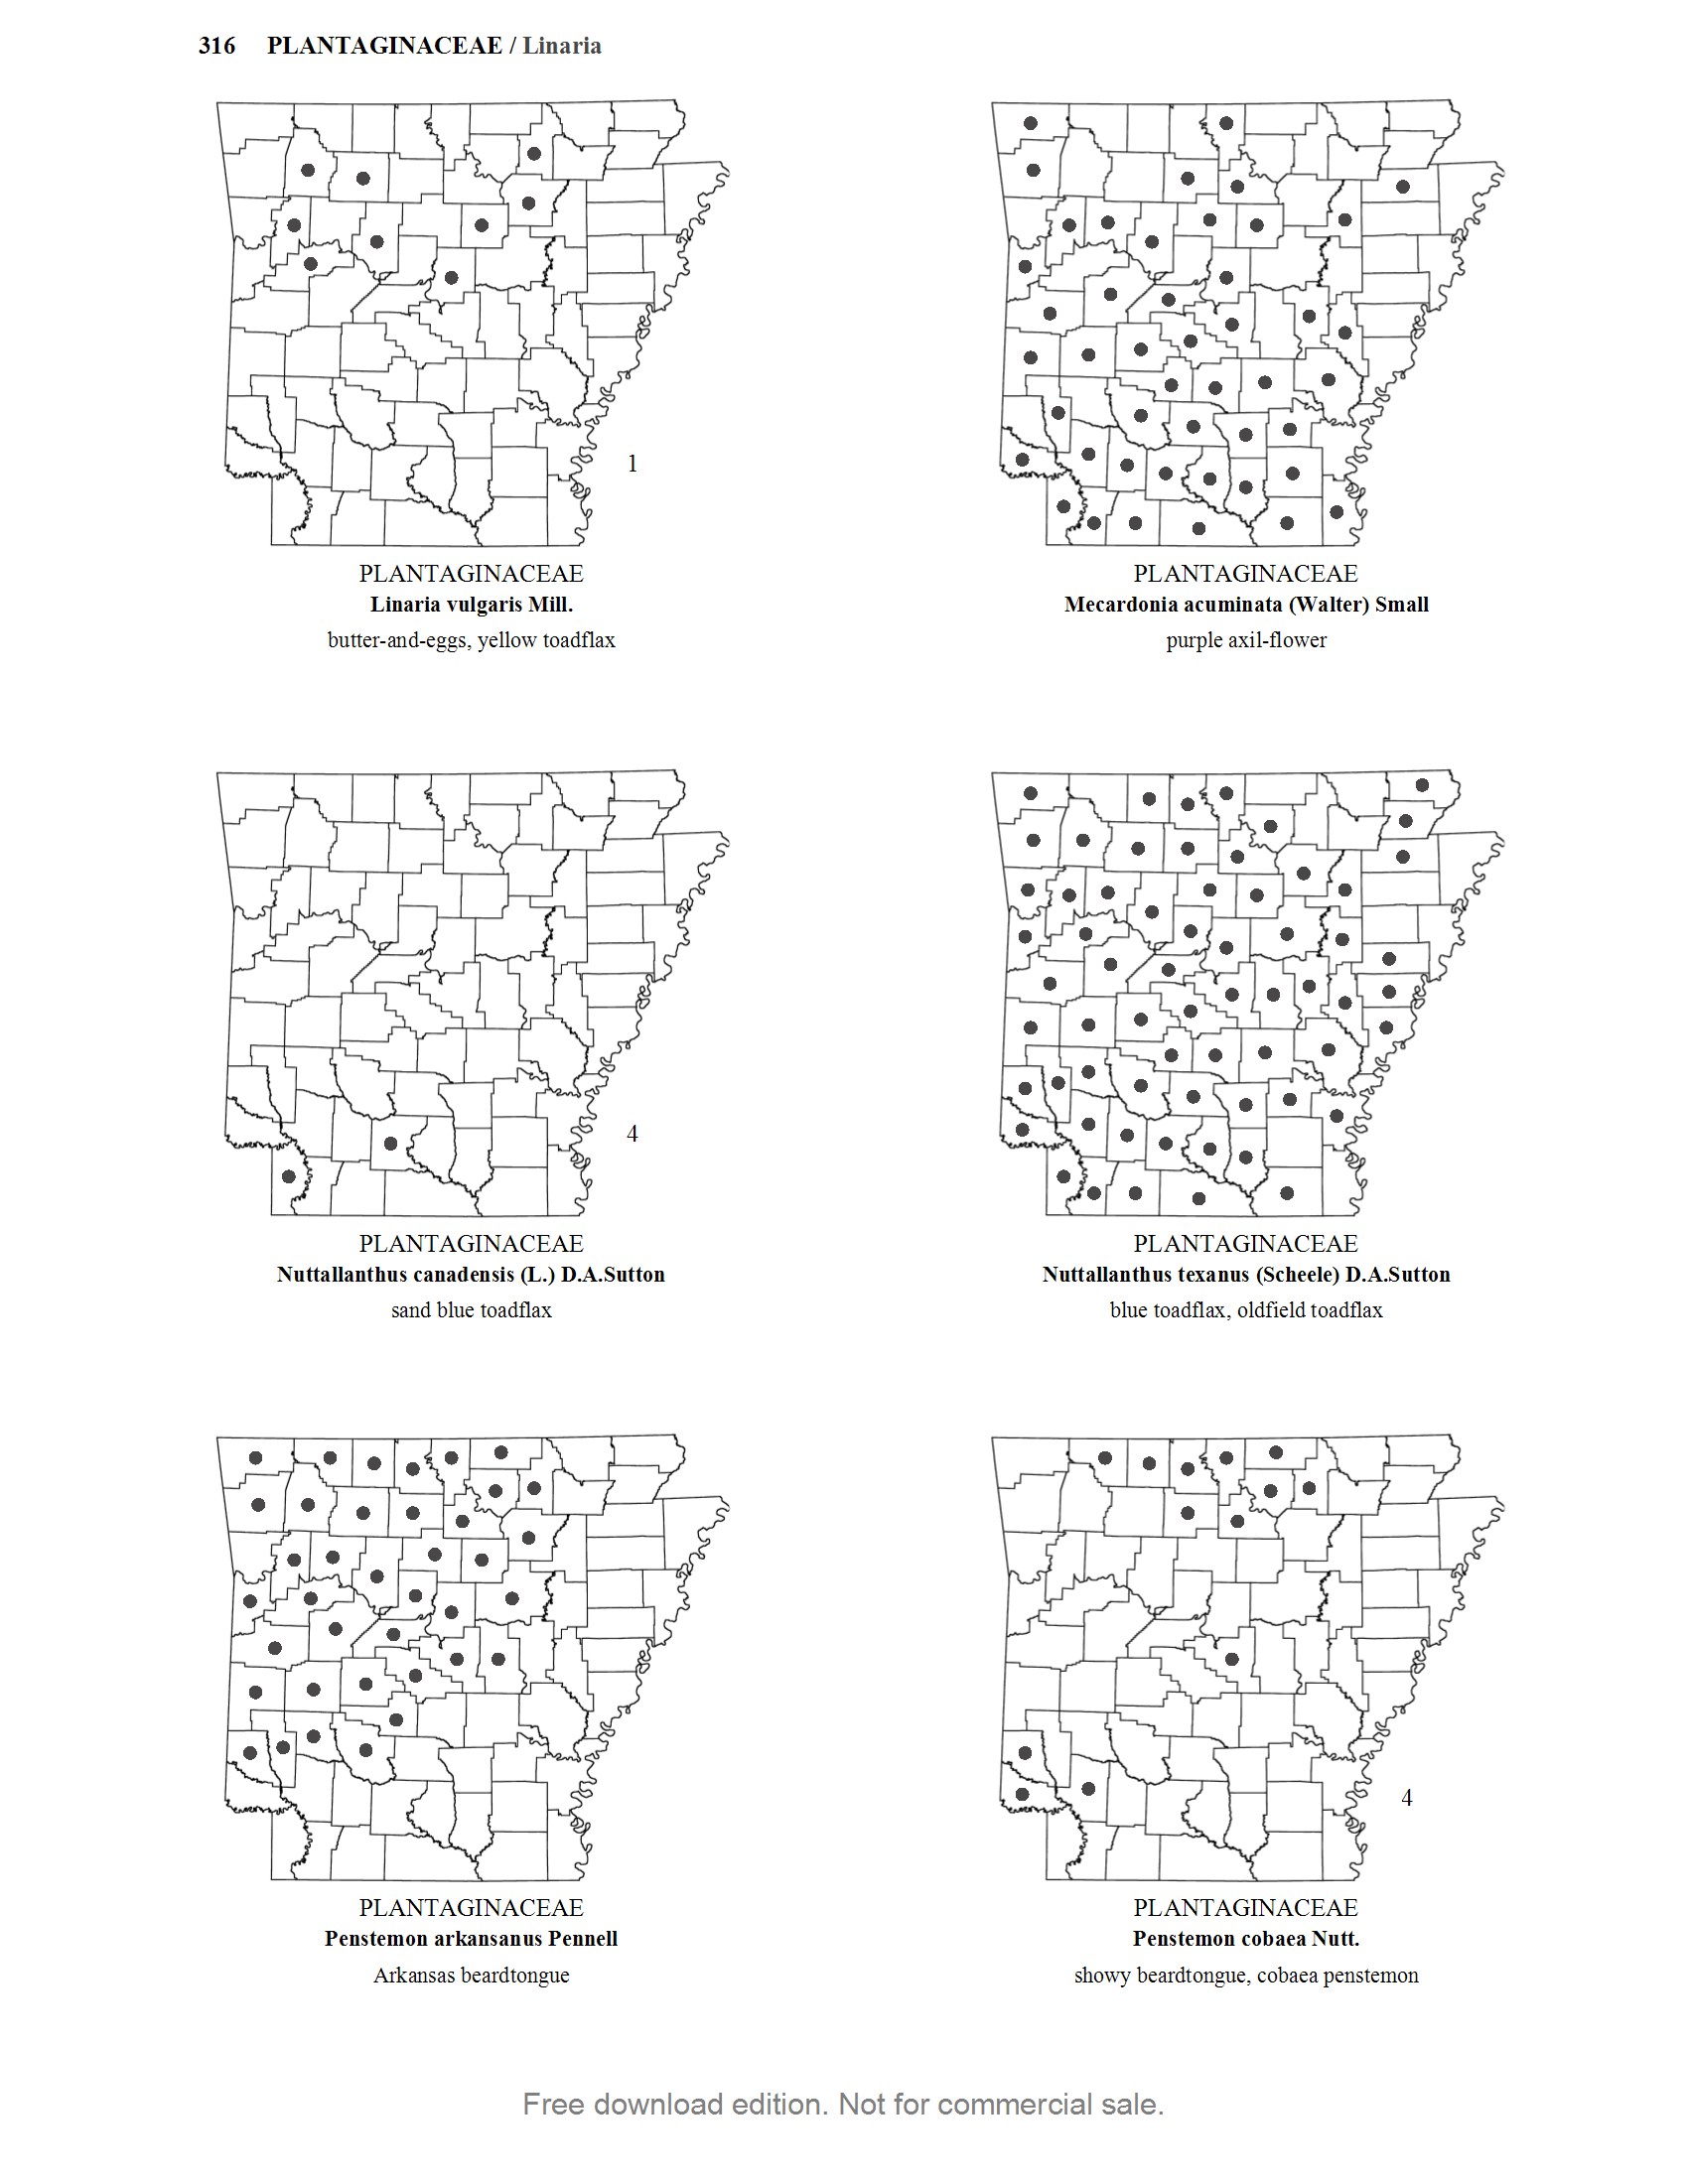 316 PLANTAGINACEAE / Linaria
1
PLANTAGINACEAE
Linaria vulgaris Mill.
butter-and-eggs, yellow toadflax
PLANTAGINACEAE
Mecardonia acuminata (Walter) Small
purple axil-flower
4
PLANTAGINACEAE
Nuttallanthus canadensis (L.) D.A.Sutton
sand blue toadflax
PLANTAGINACEAE
Nuttallanthus texanus (Scheele) D.A.Sutton
blue toadflax, oldfield toadflax
PLANTAGINACEAE
Penstemon arkansanus Pennell
Arkansas beardtongue
4
PLANTAGINACEAE
Penstemon cobaea Nutt.
showy beardtongue, cobaea penstemon
Free download edition. Not for commercial sale.